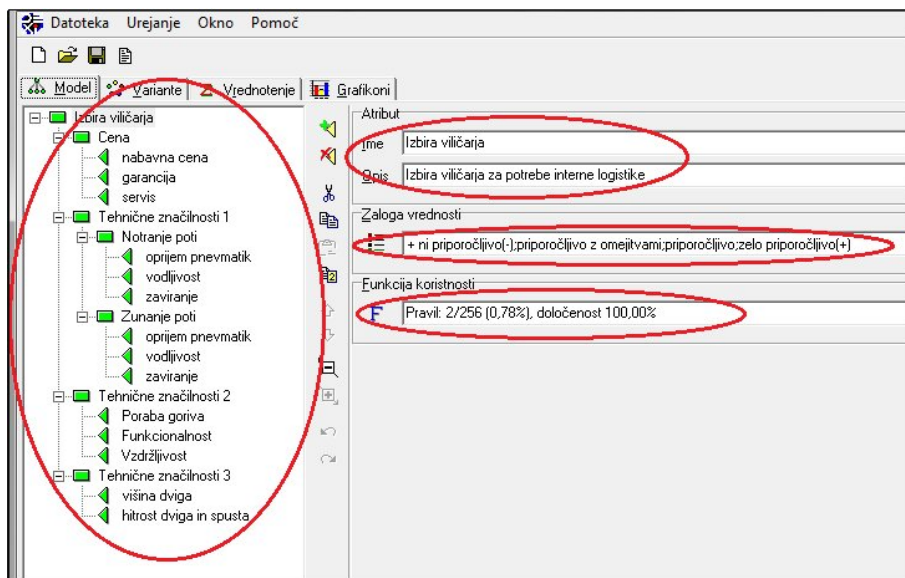 Datoteka Urejanje Okno Pomoč
Model Variante Vrednotenje Grafikoni
Izbira viličarja
Cena
nabavna cena
garancija
servis
Tehnične značilnosti 1
Notranje poti
oprijem pnevmatik
vodljivost
zaviranje
Zunanje poti
oprijem pnevmatik
vodljivost
zaviranje
Tehnične značilnosti 2
Poraba goriva
Funkcionalnost
Vzdržljivost
Tehnične značilnosti 3
višina dviga
hitrost dviga in spusta
Atribut
Ime Izbira viličarja
Opis Izbira viličarja za potrebe interne logistike
Zaloga vrednosti
+ ni priporočljivo(-);priporočljivo z omejitvami;priporočljivo;zelo priporočljivo(+)
Funkcija koristnosti
F Pravil: 2/256 (0,78%), določenost 100,00%